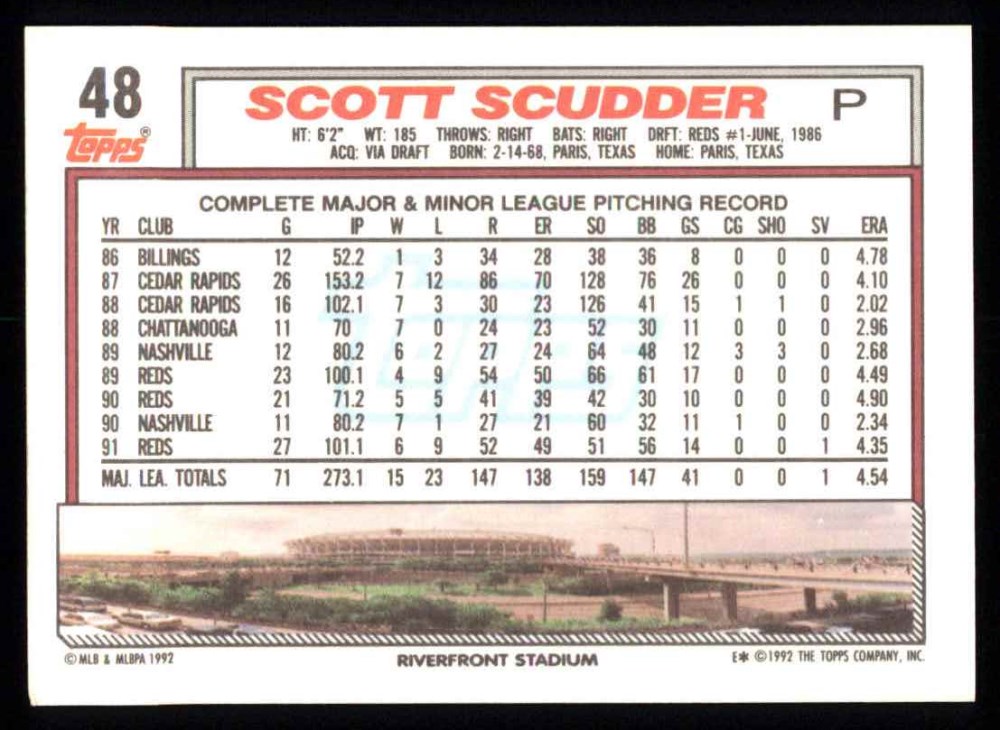 48
SCOTT SCUDDER P
topps®
HT: 6'2" WT: 185 THROWS: RIGHT BATS: RIGHT DRFT: REDS #1-JUNE, 1986
ACQ: VIA DRAFT BORN: 2-14-68, PARIS, TEXAS HOME: PARIS, TEXAS
COMPLETE MAJOR & MINOR LEAGUE PITCHING RECORD
YR CLUB G IP W L R ER SO BB GS CG SHO SV ERA
86 BILLINGS 12 52.2 1 3 34 28 38 36 8 0 0 0 4.78
87 CEDAR RAPIDS 26 153.2 7 12 86 70 128 76 26 0 0 0 4.10
88 CEDAR RAPIDS 16 102.1 7 3 30 23 126 41 15 1 1 0 2.02
88 CHATTANOOGA 11 70 7 0 24 23 52 30 11 0 0 0 2.96
89 NASHVILLE 12 80.2 6 2 27 24 64 48 12 3 3 0 2.68
89 REDS 23 100.1 4 9 54 50 66 61 17 0 0 0 4.49
90 REDS 21 71.2 5 5 41 39 42 30 10 0 0 0 4.90
90 NASHVILLE 11 80.2 7 1 27 21 60 32 11 1 0 0 2.34
91 REDS 27 101.1 6 9 52 49 51 56 14 0 0 1 4.35
MAJ. LEA. TOTALS 71 273.1 15 23 147 138 159 147 41 0 0 1 4.54
Topps
© MLB & MLBPA 1992 RIVERFRONT STADIUM E* © 1992 THE TOPPS COMPANY, INC.